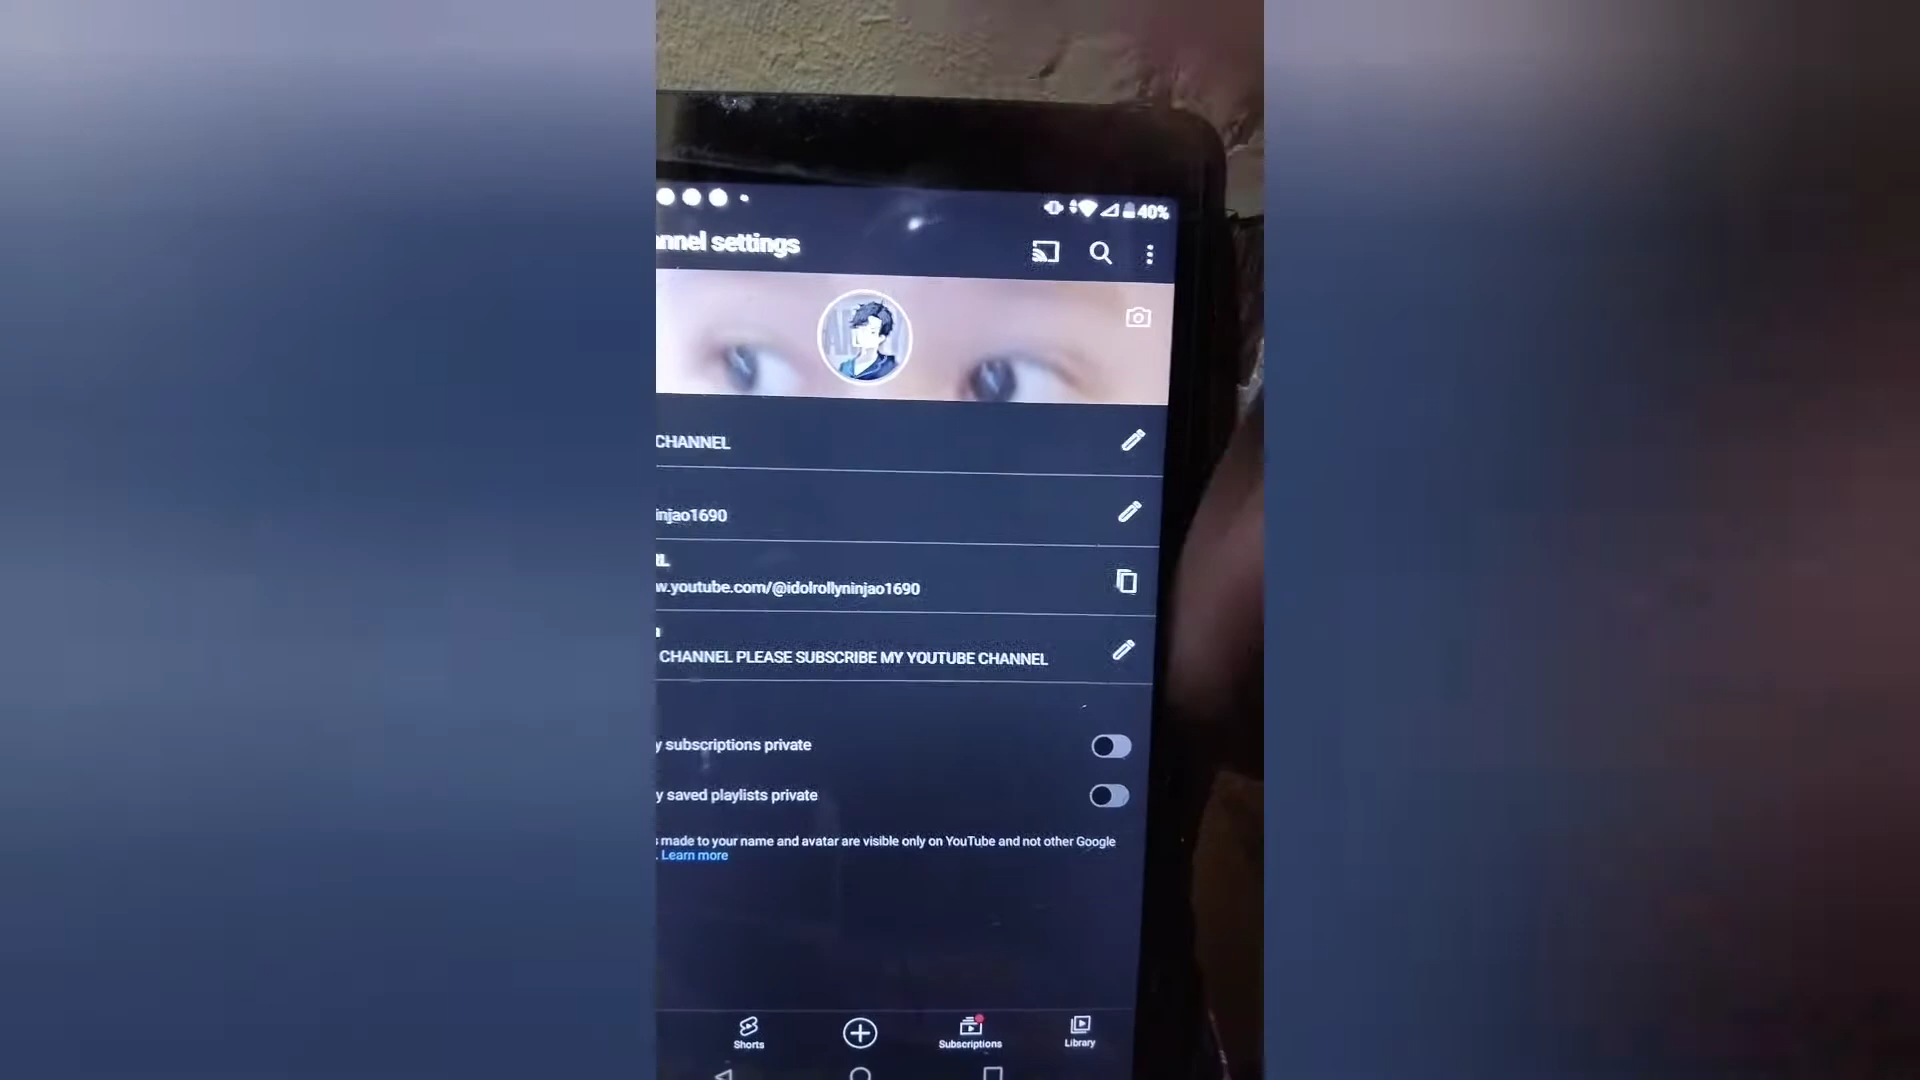 40%
nnel settings
CHANNEL
injao1690
RL
w.youtube.com/@idolrollyninjao1690
CHANNEL PLEASE SUBSCRIBE MY YOUTUBE CHANNEL
y subscriptions private
y saved playlists private
s made to your name and avatar are visible only on YouTube and not other Google
. Learn more
Shorts
Subscriptions
Library